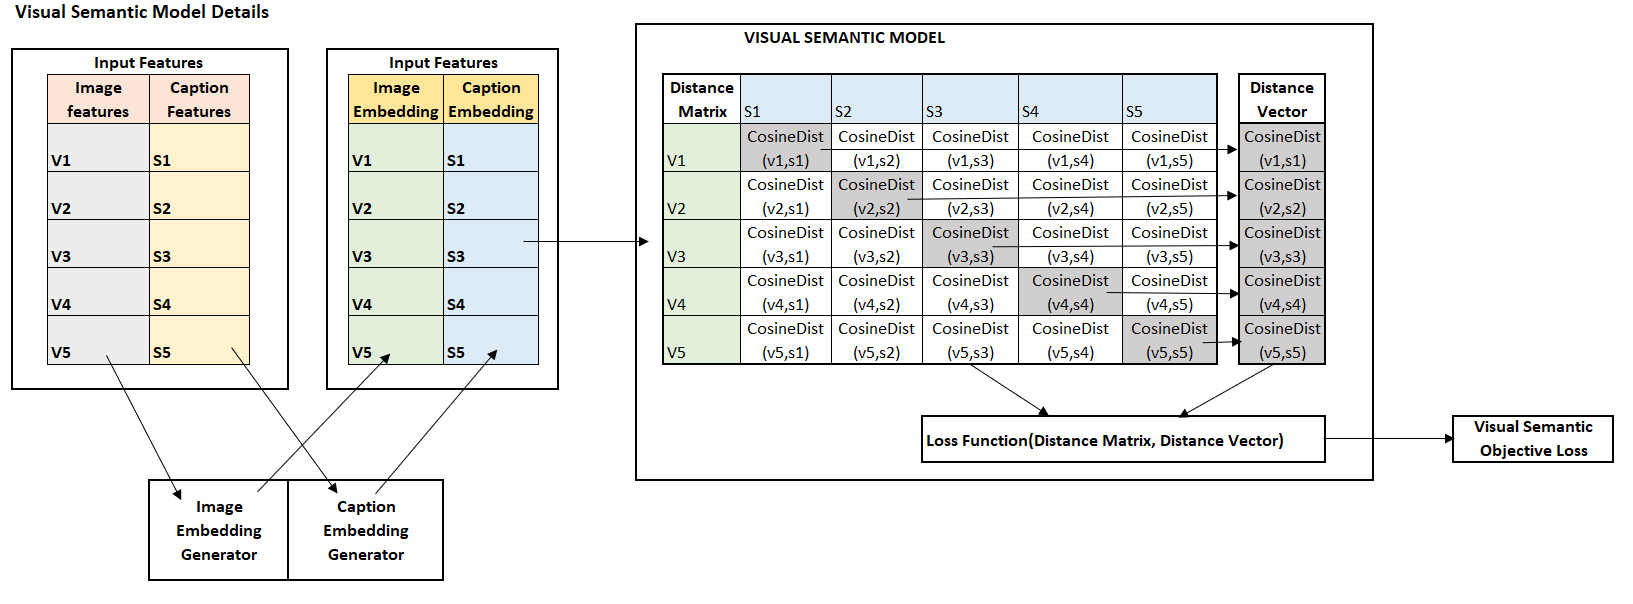 Visual Semantic Model Details
Input Features
Image features
Caption Features
V1 S1
V2 S2
V3 S3
V4 S4
V5 S5
Input Features
Image Embedding
Caption Embedding
V1 S1
V2 S2
V3 S3
V4 S4
V5 S5
Image
Embedding
Generator
Caption
Embedding
Generator
VISUAL SEMANTIC MODEL
Distance Matrix S1 S2 S3 S4 S5
V1 CosineDist (v1,s1) CosineDist (v1,s2) CosineDist (v1,s3) CosineDist (v1,s4) CosineDist (v1,s5)
V2 CosineDist (v2,s1) CosineDist (v2,s2) CosineDist (v2,s3) CosineDist (v2,s4) CosineDist (v2,s5)
V3 CosineDist (v3,s1) CosineDist (v3,s2) CosineDist (v3,s3) CosineDist (v3,s4) CosineDist (v3,s5)
V4 CosineDist (v4,s1) CosineDist (v4,s2) CosineDist (v4,s3) CosineDist (v4,s4) CosineDist (v4,s5)
V5 CosineDist (v5,s1) CosineDist (v5,s2) CosineDist (v5,s3) CosineDist (v5,s4) CosineDist (v5,s5)
Distance
Vector
CosineDist (v1,s1)
CosineDist (v2,s2)
CosineDist (v3,s3)
CosineDist (v4,s4)
CosineDist (v5,s5)
Loss Function(Distance Matrix, Distance Vector)
Visual Semantic
Objective Loss